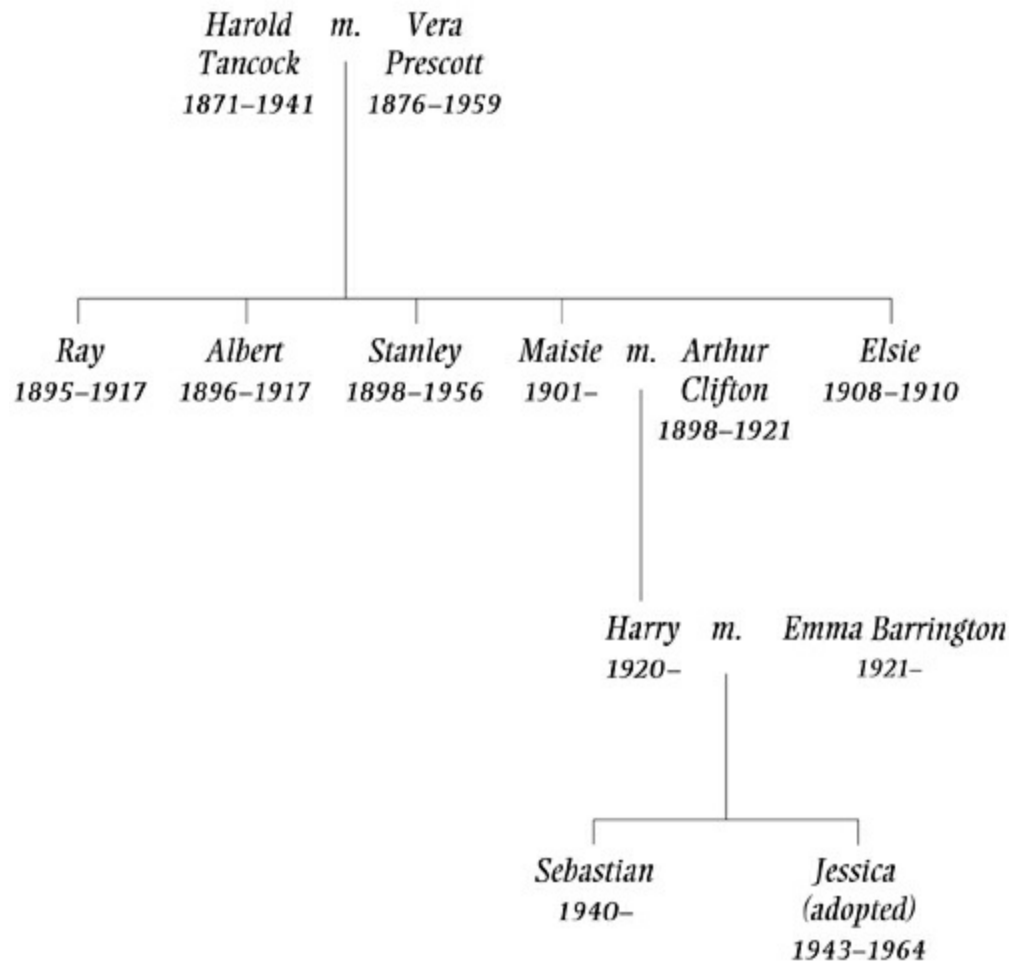 Harold m. Vera
Tancock Prescott
1871–1941 1876–1959
Ray Albert Stanley Maisie m. Arthur Elsie
1895–1917 1896–1917 1898–1956 1901– Clifton 1908–1910
1898–1921
Harry m. Emma Barrington
1920– 1921–
Sebastian Jessica
1940– (adopted)
1943–1964